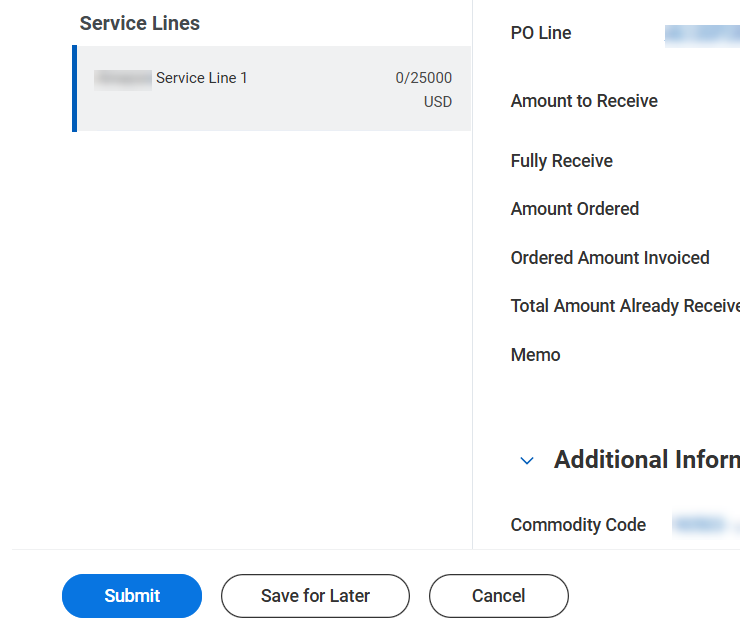 Service Lines
Service Line 1
0/25000
USD
PO Line
Amount to Receive
Fully Receive
Amount Ordered
Ordered Amount Invoiced
Total Amount Already Receive
Memo
Additional Inform
Commodity Code
Submit
Save for Later
Cancel